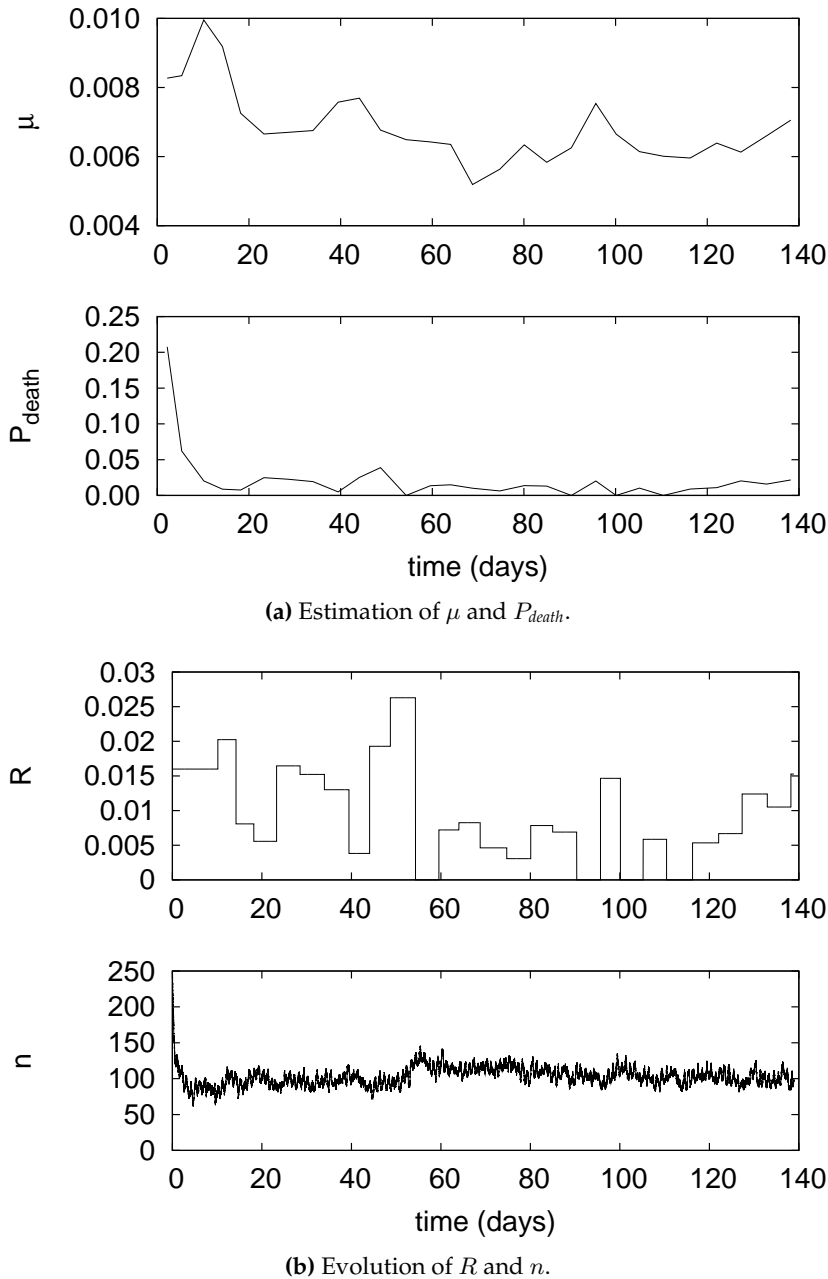 0.010
0.008
0.006
0.004
μ
0 20 40 60 80 100 120 140
0.25
0.20
0.15
0.10
0.05
0.00
P_death
0 20 40 60 80 100 120 140
time (days)
(a) Estimation of μ and P_death.
0.03
0.025
0.02
0.015
0.01
0.005
0
R
0 20 40 60 80 100 120 140
250
200
150
100
50
0
n
0 20 40 60 80 100 120 140
time (days)
(b) Evolution of R and n.